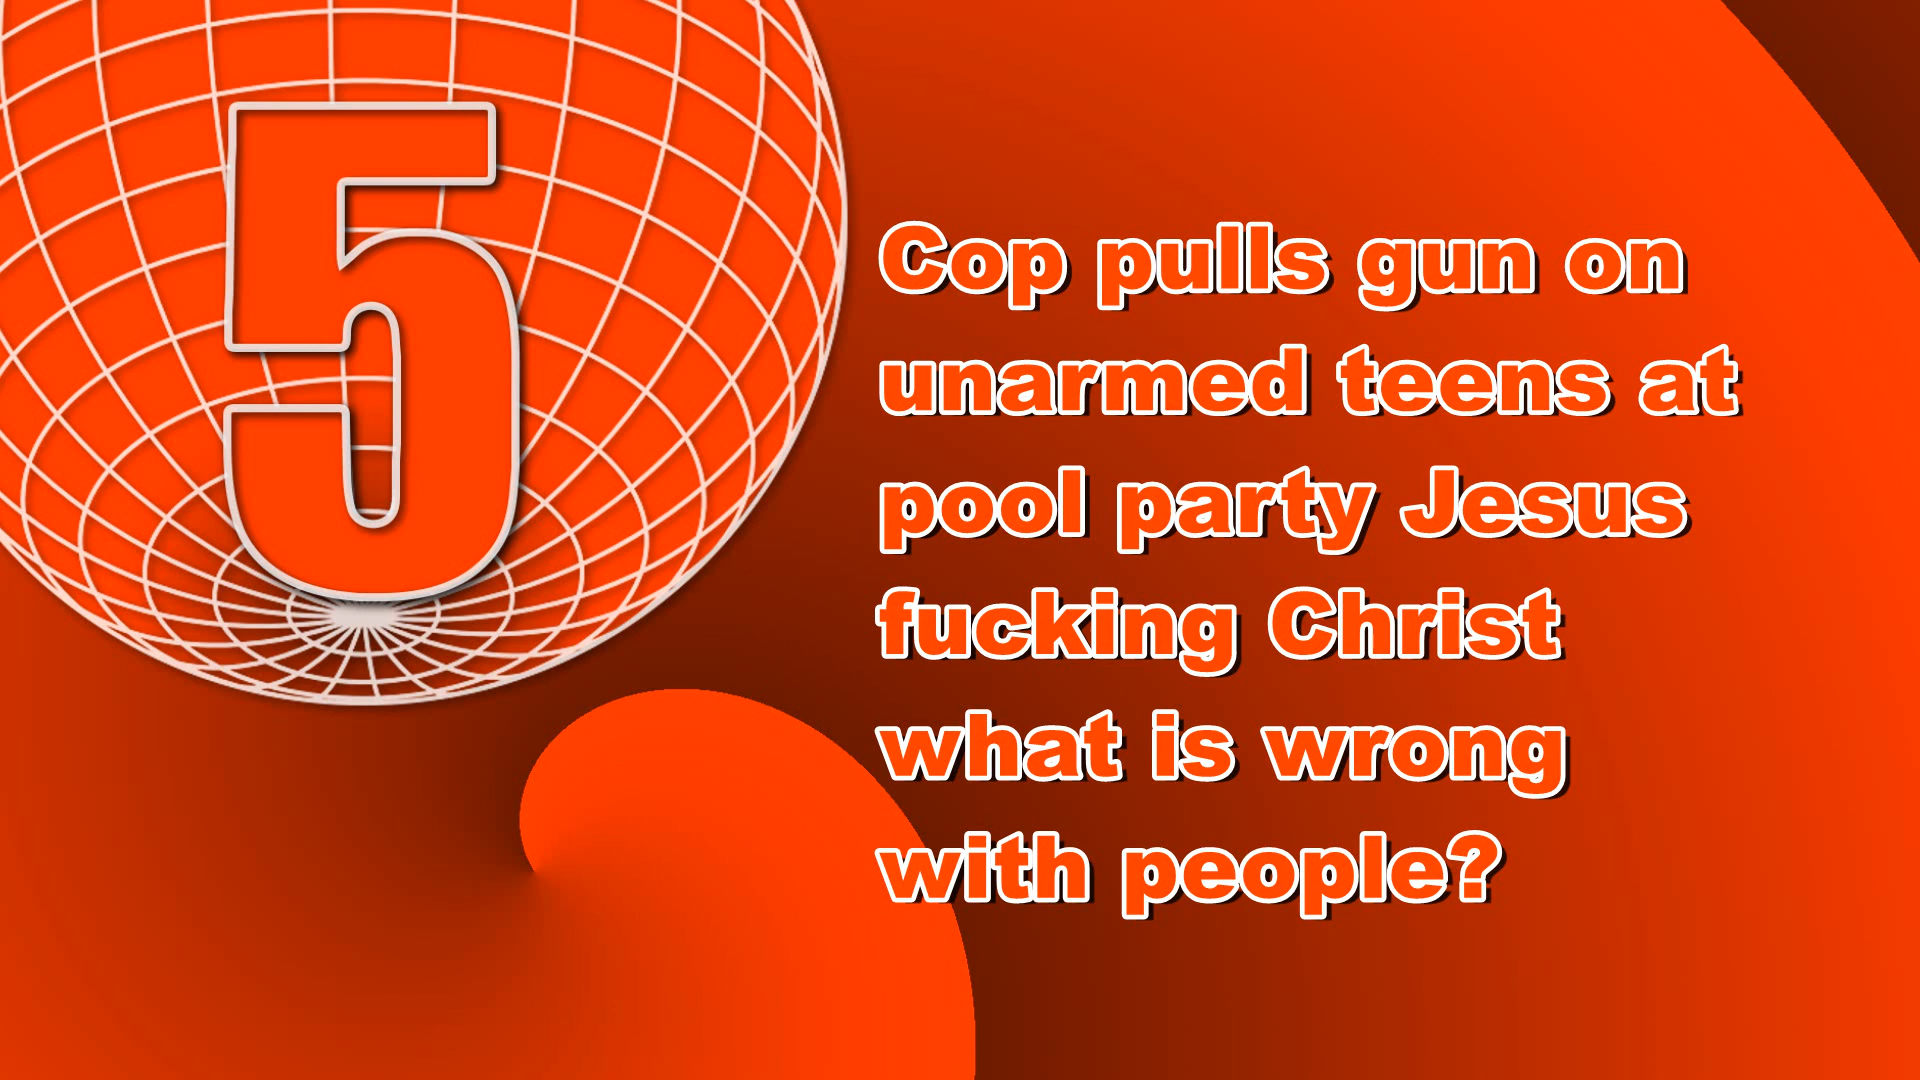 5
Cop pulls gun on
unarmed teens at
pool party Jesus
fucking Christ
what is wrong
with people?